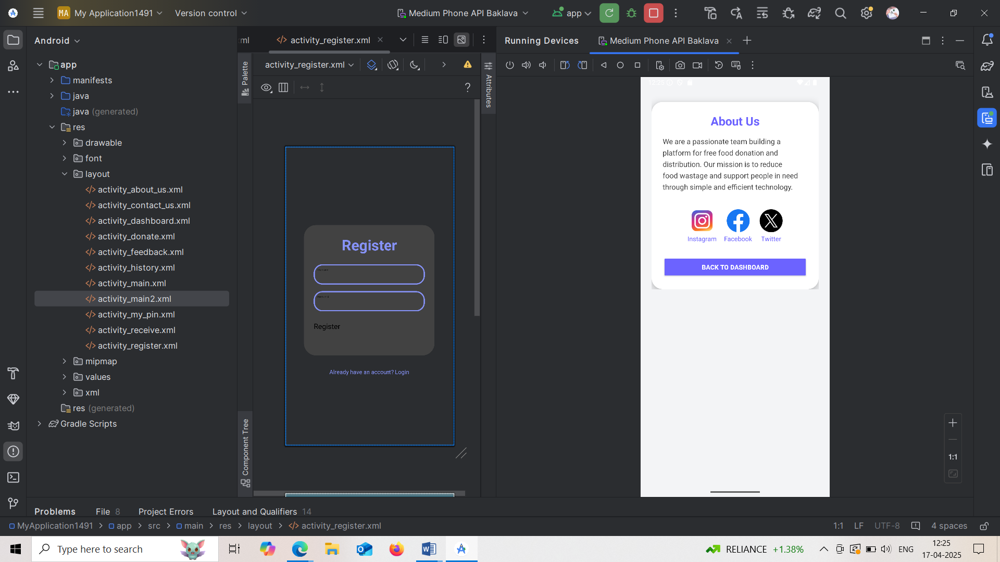 MA My Application1491
Version control
Medium Phone API Baklava
app
Android
app
manifests
java
java (generated)
res
drawable
font
layout
activity_about_us.xml
activity_contact_us.xml
activity_dashboard.xml
activity_donate.xml
activity_feedback.xml
activity_history.xml
activity_main.xml
activity_main2.xml
activity_my_pin.xml
activity_receive.xml
activity_register.xml
mipmap
values
xml
res (generated)
Gradle Scripts
activity_register.xml
Palette
activity_register.xml
?
Attributes
Component Tree
Register
Register
Already have an account? Login
Running Devices
Medium Phone API Baklava
12:25
About Us
We are a passionate team building a
platform for free food donation and
distribution. Our mission is to reduce
food wastage and support people in need
through simple and efficient technology.
Instagram
Facebook
Twitter
BACK TO DASHBOARD
1:1
Problems
File 8
Project Errors
Layout and Qualifiers 14
MyApplication1491 > app > src > main > res > layout > activity_register.xml
1:1
LF
UTF-8
4 spaces
Type here to search
RELIANCE +1.38%
ENG
12:25
17-04-2025